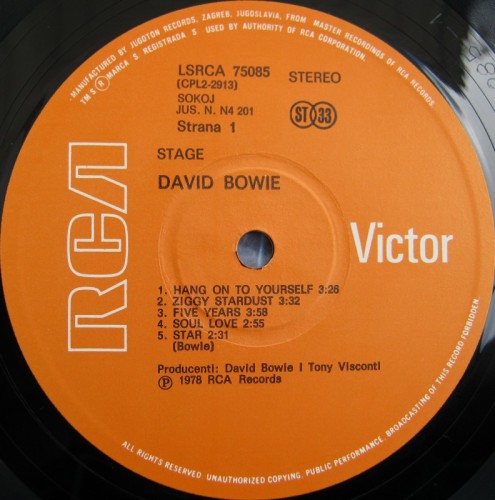 MANUFACTURED BY JUGOTON RECORDS, ZAGREB, JUGOSLAVIA, FROM MASTER RECORDINGS OF RCA RECORDS.
TM S ® MARCA S REGISTRADA S USED BY AUTHORITY OF RCA CORPORATION.
LSRCA 75085
(CPL2-2913)
STEREO
SOKOJ
JUS. N. N4 201
ST 33
Strana 1
STAGE
DAVID BOWIE
RCA
Victor
1. HANG ON TO YOURSELF 3:26
2. ZIGGY STARDUST 3:32
3. FIVE YEARS 3:58
4. SOUL LOVE 2:55
5. STAR 2:31
(Bowie)
Producenti: David Bowie i Tony Visconti
℗ 1978 RCA Records
ALL RIGHTS RESERVED. UNAUTHORIZED COPYING. PUBLIC PERFORMANCE. BROADCASTING OF THIS RECORD FORBIDDEN.